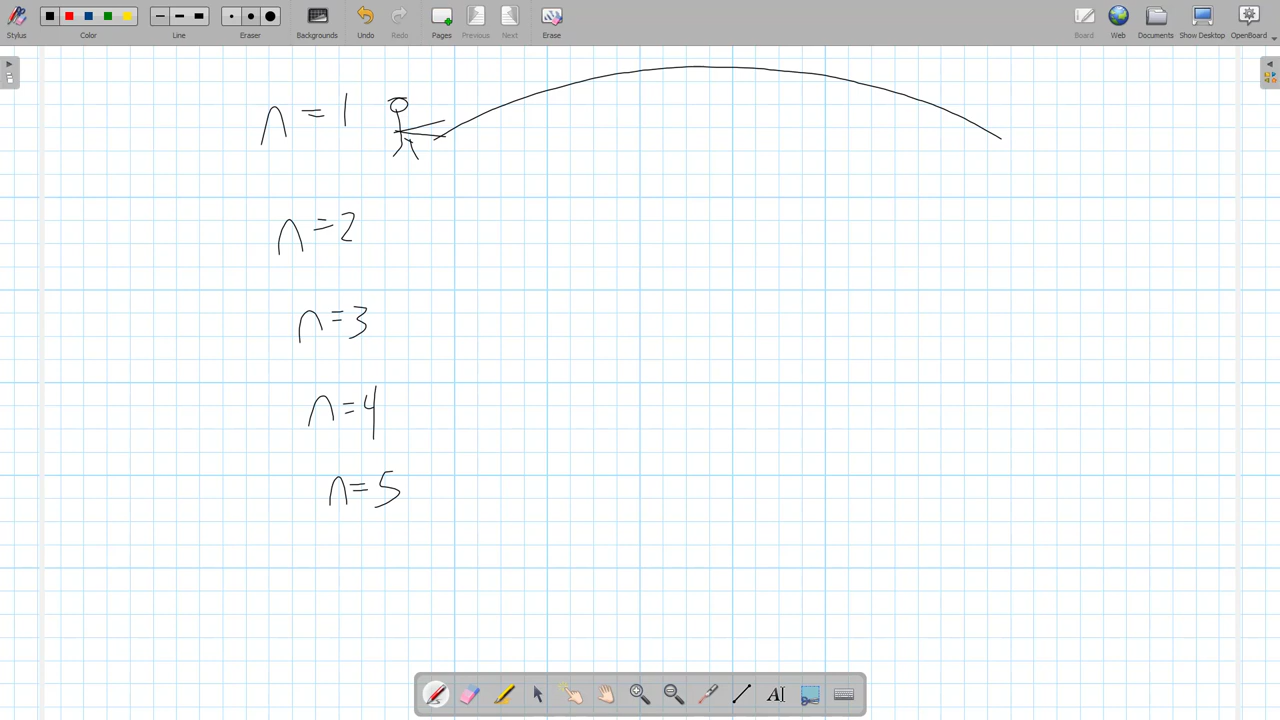 Stylus Color Line Eraser Backgrounds Undo Redo Pages Previous Next Erase Board Web Documents Show Desktop OpenBoard
n = 1
n = 2
n = 3
n = 4
n = 5
AI